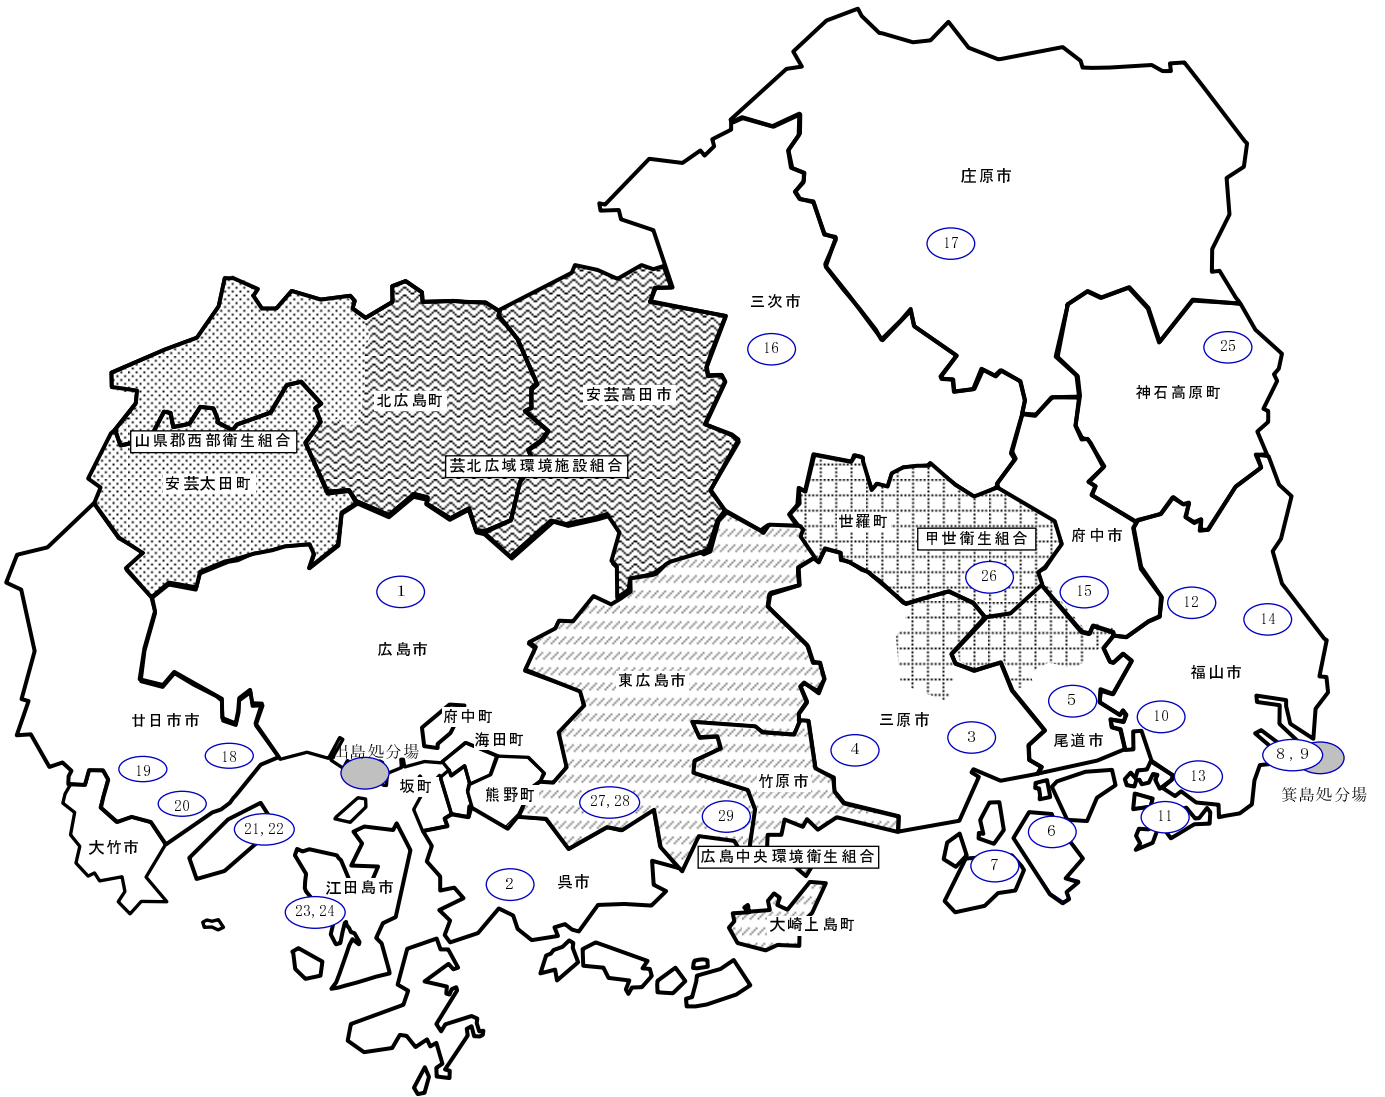 庄原市
17
三次市
16
25
神石高原町
北広島町
安芸高田市
山県郡西部衛生組合
芸北広域環境施設組合
安芸太田町
世羅町
甲世衛生組合
府中市
26
15
12
14
1
広島市
東広島市
福山市
5
10
三原市
3
4
尾道市
8, 9
箕島処分場
13
11
6
7
廿日市市
府中町
海田町
出島処分場
18
19
20
坂町
熊野町
竹原市
27, 28
29
21, 22
大竹市
広島中央環境衛生組合
江田島市
23, 24
2
呉市
大崎上島町